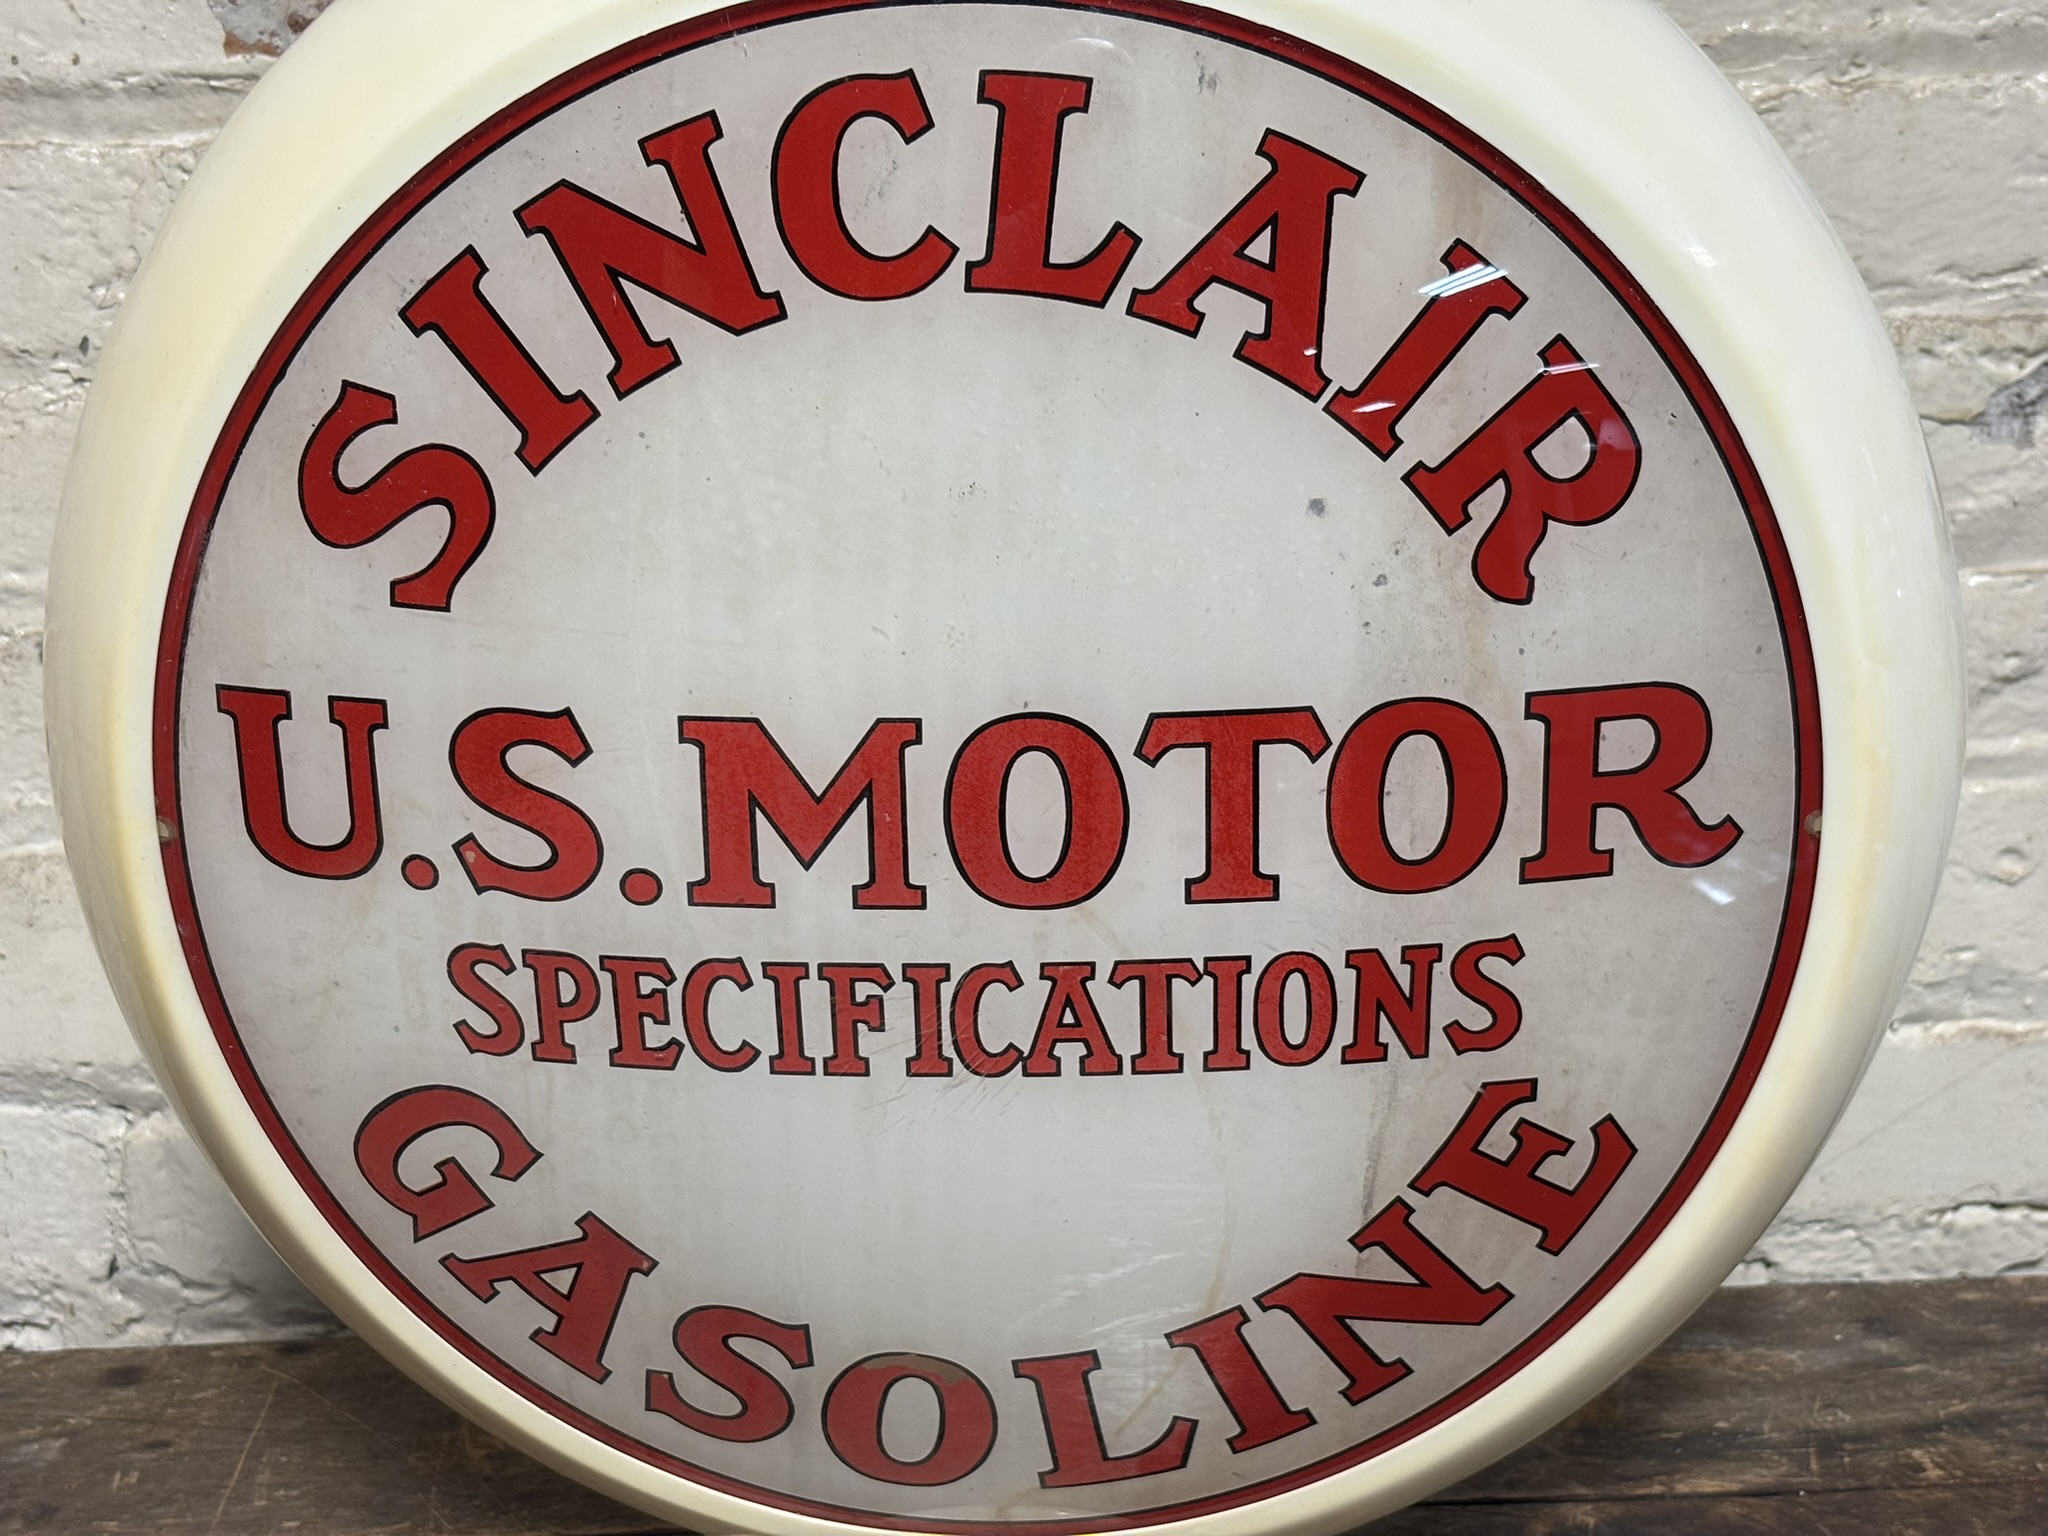 SINCLAIR
U.S. MOTOR
SPECIFICATIONS
GASOLINE